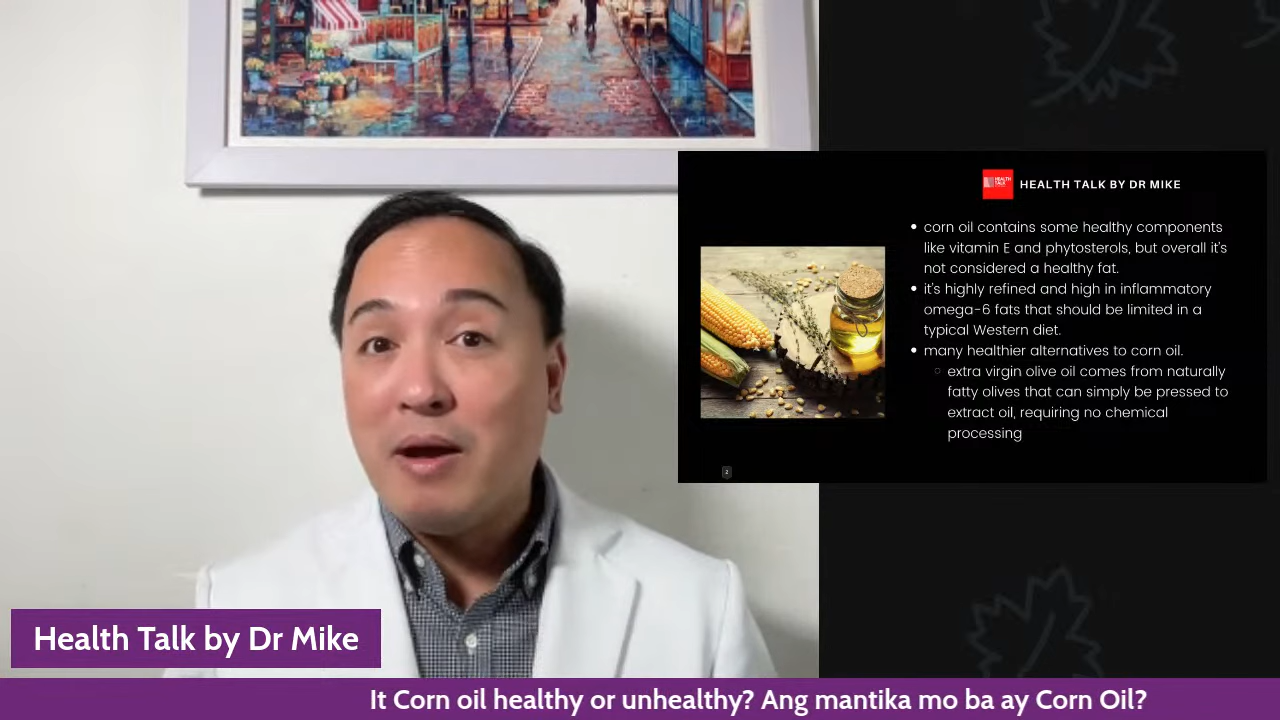 HEALTH TALK BY DR MIKE
corn oil contains some healthy components
like vitamin E and phytosterols, but overall it's
not considered a healthy fat.
it's highly refined and high in inflammatory
omega-6 fats that should be limited in a
typical Western diet.
many healthier alternatives to corn oil.
extra virgin olive oil comes from naturally
fatty olives that can simply be pressed to
extract oil, requiring no chemical
processing
2
Health Talk by Dr Mike
It Corn oil healthy or unhealthy? Ang mantika mo ba ay Corn Oil?